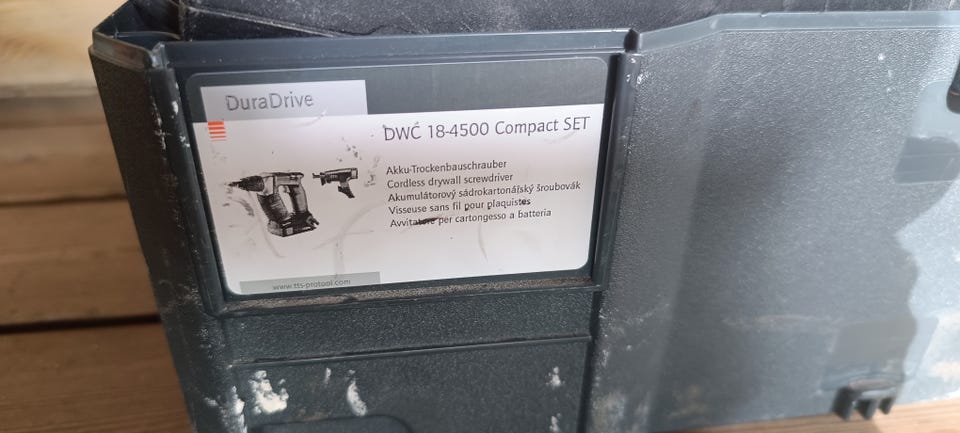 DuraDrive
DWC 18-4500 Compact SET
Akku-Trockenbauschrauber
Cordless drywall screwdriver
Akumulátorový sádrokartonářský šroubovák
Visseuse sans fil pour plaquistes
Avvitatore per cartongesso a batteria
www.tts-protool.com